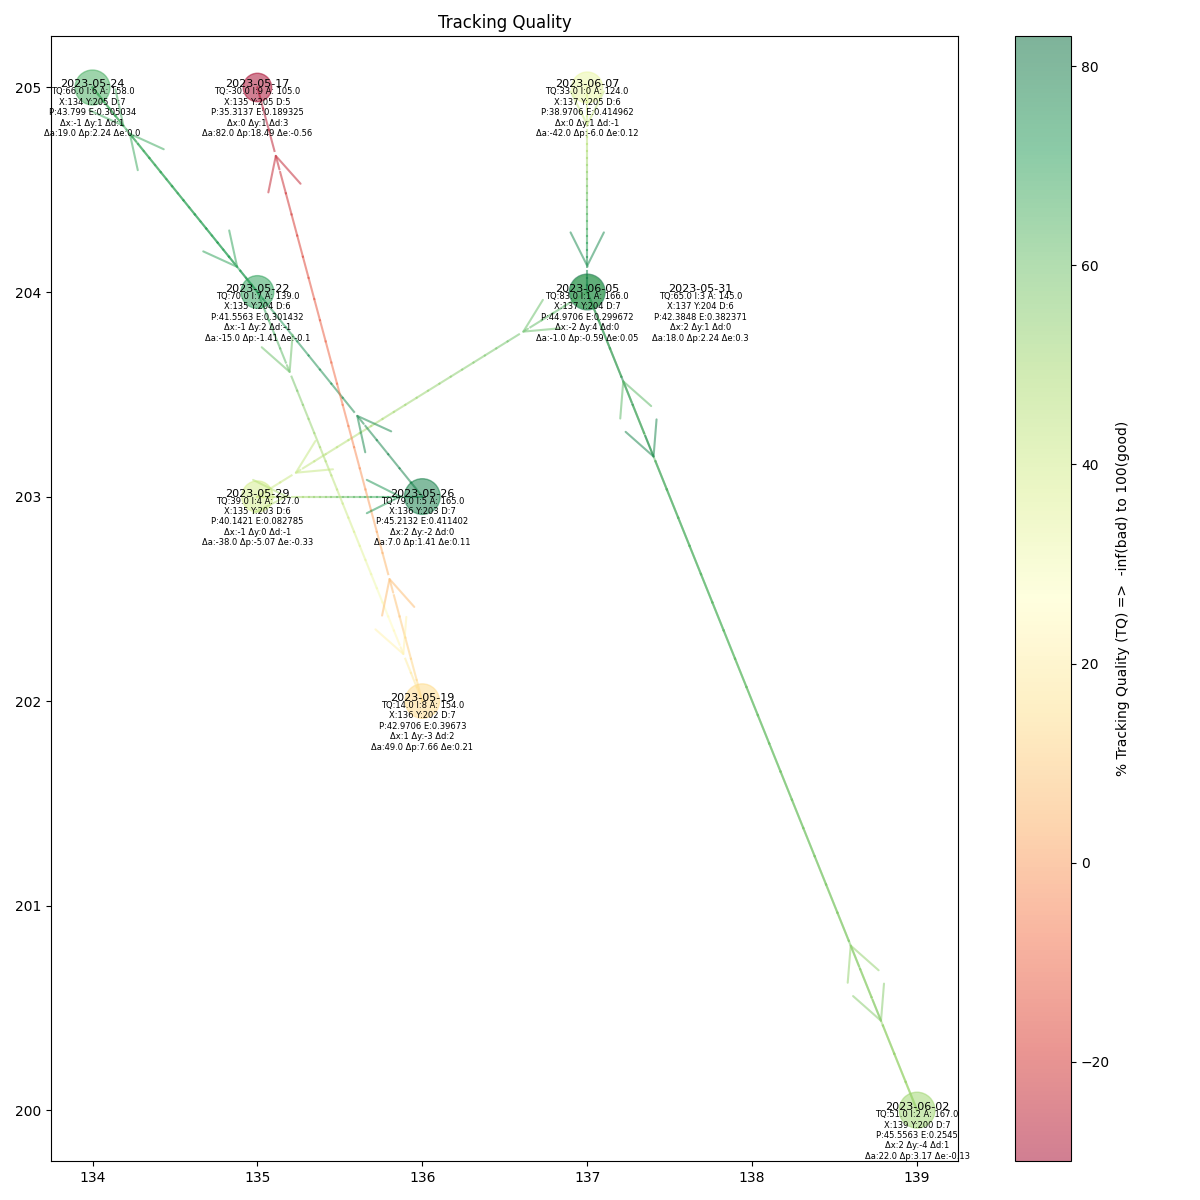 Tracking Quality
205
204
203
202
201
200
2023-05-24
TQ:66.0 I:6 A: 158.0
X:134 Y:205 D:7
P:43.799 E:0.305034
Δx:-1 Δy:1 Δd:1
Δa:19.0 Δp:2.24 Δe:0.0
2023-05-17
TQ:-30.0 I:9 A: 105.0
X:135 Y:205 D:5
P:35.3137 E:0.189325
Δx:0 Δy:1 Δd:3
Δa:82.0 Δp:18.49 Δe:-0.56
2023-06-07
TQ:33.0 I:0 A: 124.0
X:137 Y:205 D:6
P:38.9706 E:0.414962
Δx:0 Δy:1 Δd:-1
Δa:-42.0 Δp:-6.0 Δe:0.12
2023-05-22
TQ:70.0 I:7 A: 139.0
X:135 Y:204 D:6
P:41.5563 E:0.301432
Δx:-1 Δy:2 Δd:-1
Δa:-15.0 Δp:-1.41 Δe:-0.1
2023-06-05
TQ:83.0 I:1 A: 166.0
X:137 Y:204 D:7
P:44.9706 E:0.299672
Δx:-2 Δy:4 Δd:0
Δa:-1.0 Δp:-0.59 Δe:0.05
2023-05-31
TQ:65.0 I:3 A: 145.0
X:137 Y:204 D:6
P:42.3848 E:0.382371
Δx:2 Δy:1 Δd:0
Δa:18.0 Δp:2.24 Δe:0.3
2023-05-29
TQ:39.0 I:4 A: 127.0
X:135 Y:203 D:6
P:40.1421 E:0.082785
Δx:-1 Δy:0 Δd:-1
Δa:-38.0 Δp:-5.07 Δe:-0.33
2023-05-26
TQ:79.0 I:5 A: 165.0
X:136 Y:203 D:7
P:45.2132 E:0.411402
Δx:2 Δy:-2 Δd:0
Δa:7.0 Δp:1.41 Δe:0.11
2023-05-19
TQ:14.0 I:8 A: 154.0
X:136 Y:202 D:7
P:42.9706 E:0.39673
Δx:1 Δy:-3 Δd:2
Δa:49.0 Δp:7.66 Δe:0.21
2023-06-02
TQ:51.0 I:2 A: 167.0
X:139 Y:200 D:7
P:45.5563 E:0.2545
Δx:2 Δy:-4 Δd:1
Δa:22.0 Δp:3.17 Δe:-0.13
134
135
136
137
138
139
80
60
40
20
0
−20
% Tracking Quality (TQ) => -inf(bad) to 100(good)